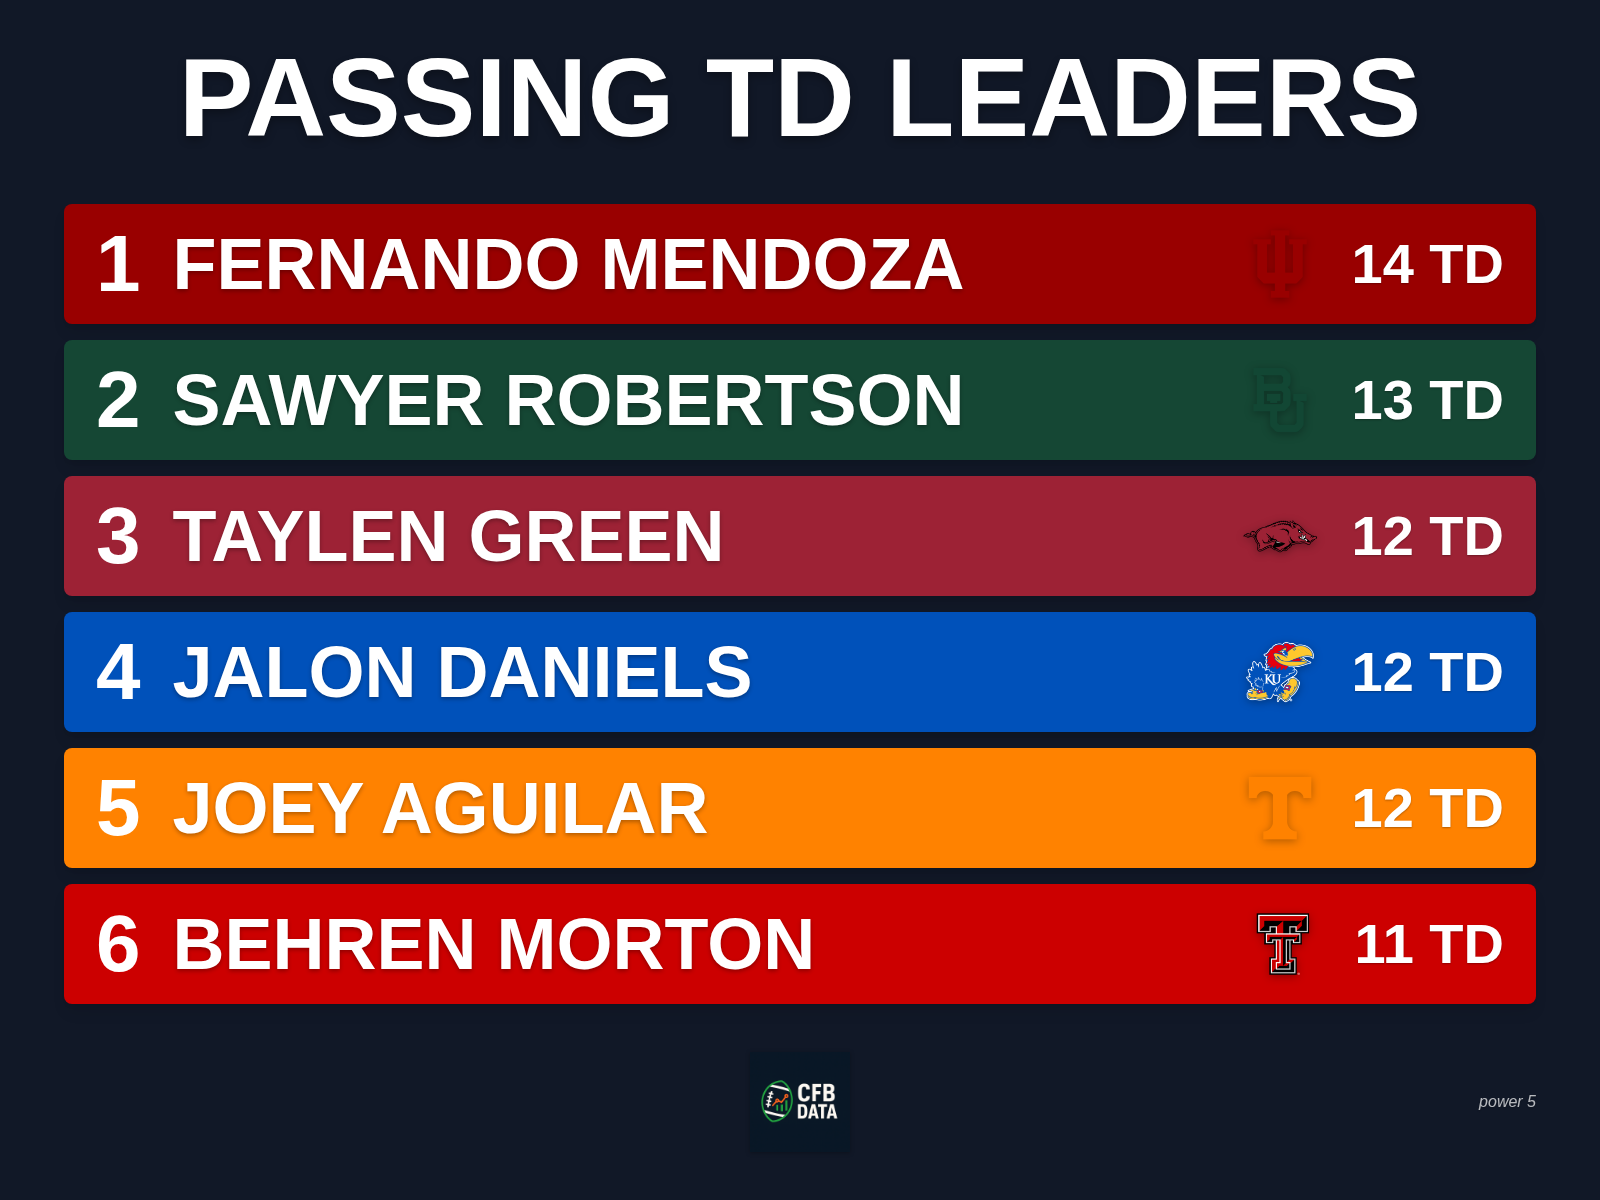 PASSING TD LEADERS
1 FERNANDO MENDOZA 14 TD
2 SAWYER ROBERTSON BU 13 TD
3 TAYLEN GREEN 12 TD
4 JALON DANIELS KU 12 TD
5 JOEY AGUILAR T 12 TD
6 BEHREN MORTON TT 11 TD
CFB
DATA
power 5